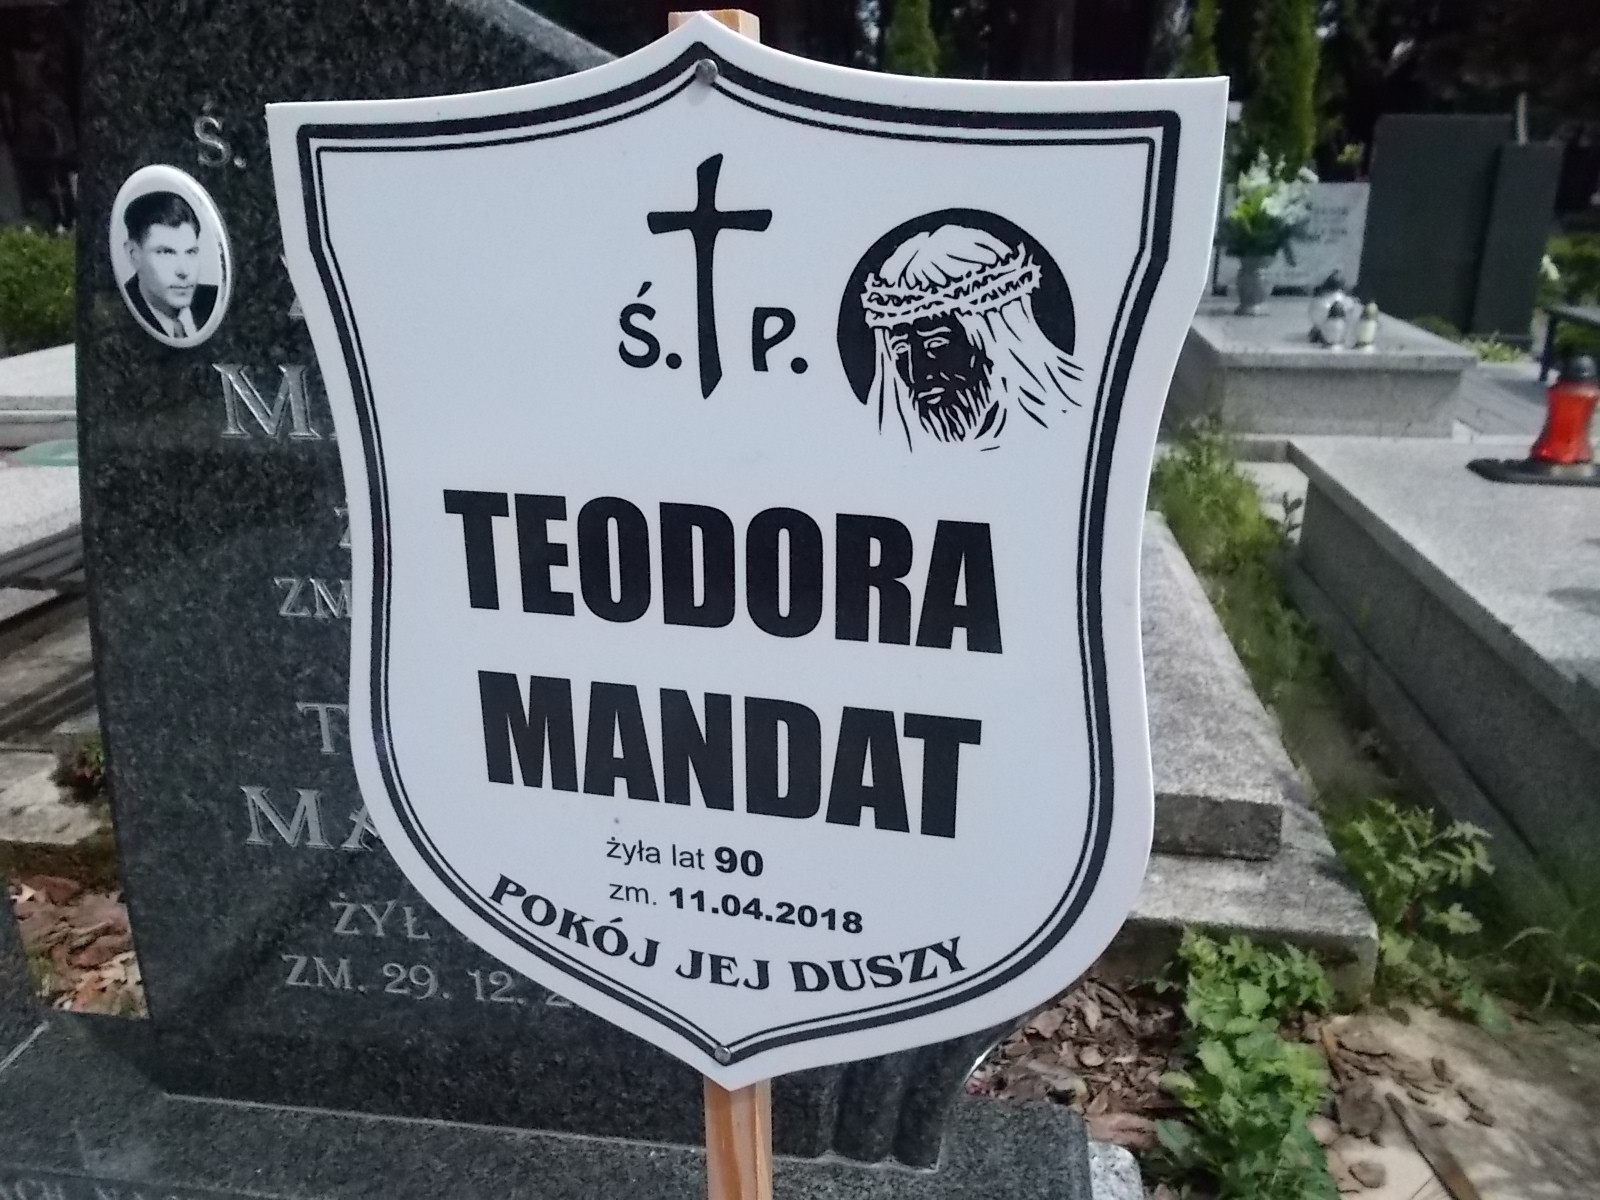 Ś. P.
TEODORA
MANDAT
żyła lat 90
zm. 11.04.2018
POKÓJ JEJ DUSZY
Ś.
ZM. 29. 12.